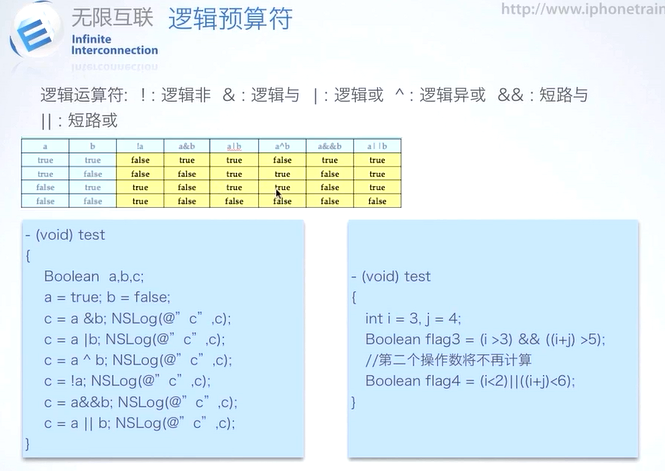 无限互联 逻辑预算符
http://www.iphonetrain
Infinite
Interconnection
逻辑运算符: ! : 逻辑非 & : 逻辑与 | : 逻辑或 ^ : 逻辑异或 && : 短路与
|| : 短路或
a b !a a&b a|b a^b a&&b a||b
true true false true true false true true
true false false false true true false true
false true true false true true false true
false false true false false false false false
- (void) test
{
Boolean a,b,c;
a = true; b = false;
c = a &b; NSLog(@”c”,c);
c = a |b; NSLog(@”c”,c);
c = a ^ b; NSLog(@”c”,c);
c = !a; NSLog(@”c”,c);
c = a&&b; NSLog(@”c”,c);
c = a || b; NSLog(@”c”,c);
}
- (void) test
{
int i = 3, j = 4;
Boolean flag3 = (i >3) && ((i+j) >5);
//第二个操作数将不再计算
Boolean flag4 = (i<2)||((i+j)<6);
}